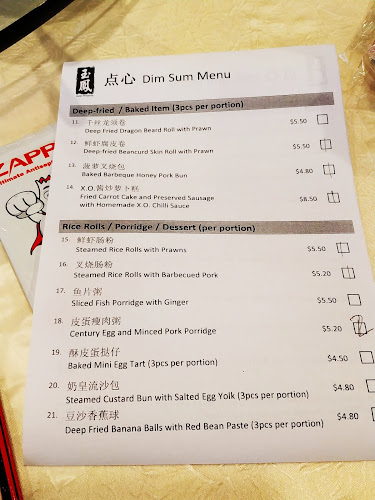 玉鳳
点心 Dim Sum Menu
Deep-fried / Baked Item (3pcs per portion)
11. 千丝龙须卷
Deep Fried Dragon Beard Roll with Prawn $5.50
12. 鲜虾腐皮卷
Deep-fried Beancurd Skin Roll with Prawn $5.50
13. 菠萝叉烧包
Baked Barbeque Honey Pork Bun $4.80
14. X.O.酱炒萝卜糕
Fried Carrot Cake and Preserved Sausage $8.50
with Homemade X.O. Chilli Sauce
Rice Rolls / Porridge / Dessert (per portion)
15. 鲜虾肠粉
Steamed Rice Rolls with Prawns $5.50
16. 叉烧肠粉
Steamed Rice Rolls with Barbecued Pork $5.20
17. 鱼片粥
Sliced Fish Porridge with Ginger $5.50
18. 皮蛋瘦肉粥
Century Egg and Minced Pork Porridge $5.20
19. 酥皮蛋挞仔
Baked Mini Egg Tart (3pcs per portion) $4.50
20. 奶皇流沙包
Steamed Custard Bun with Salted Egg Yolk (3pcs per portion) $4.80
21. 豆沙香蕉球
Deep Fried Banana Balls with Red Bean Paste (3pcs per portion) $4.80
ZAPP
Ultimate Antisep